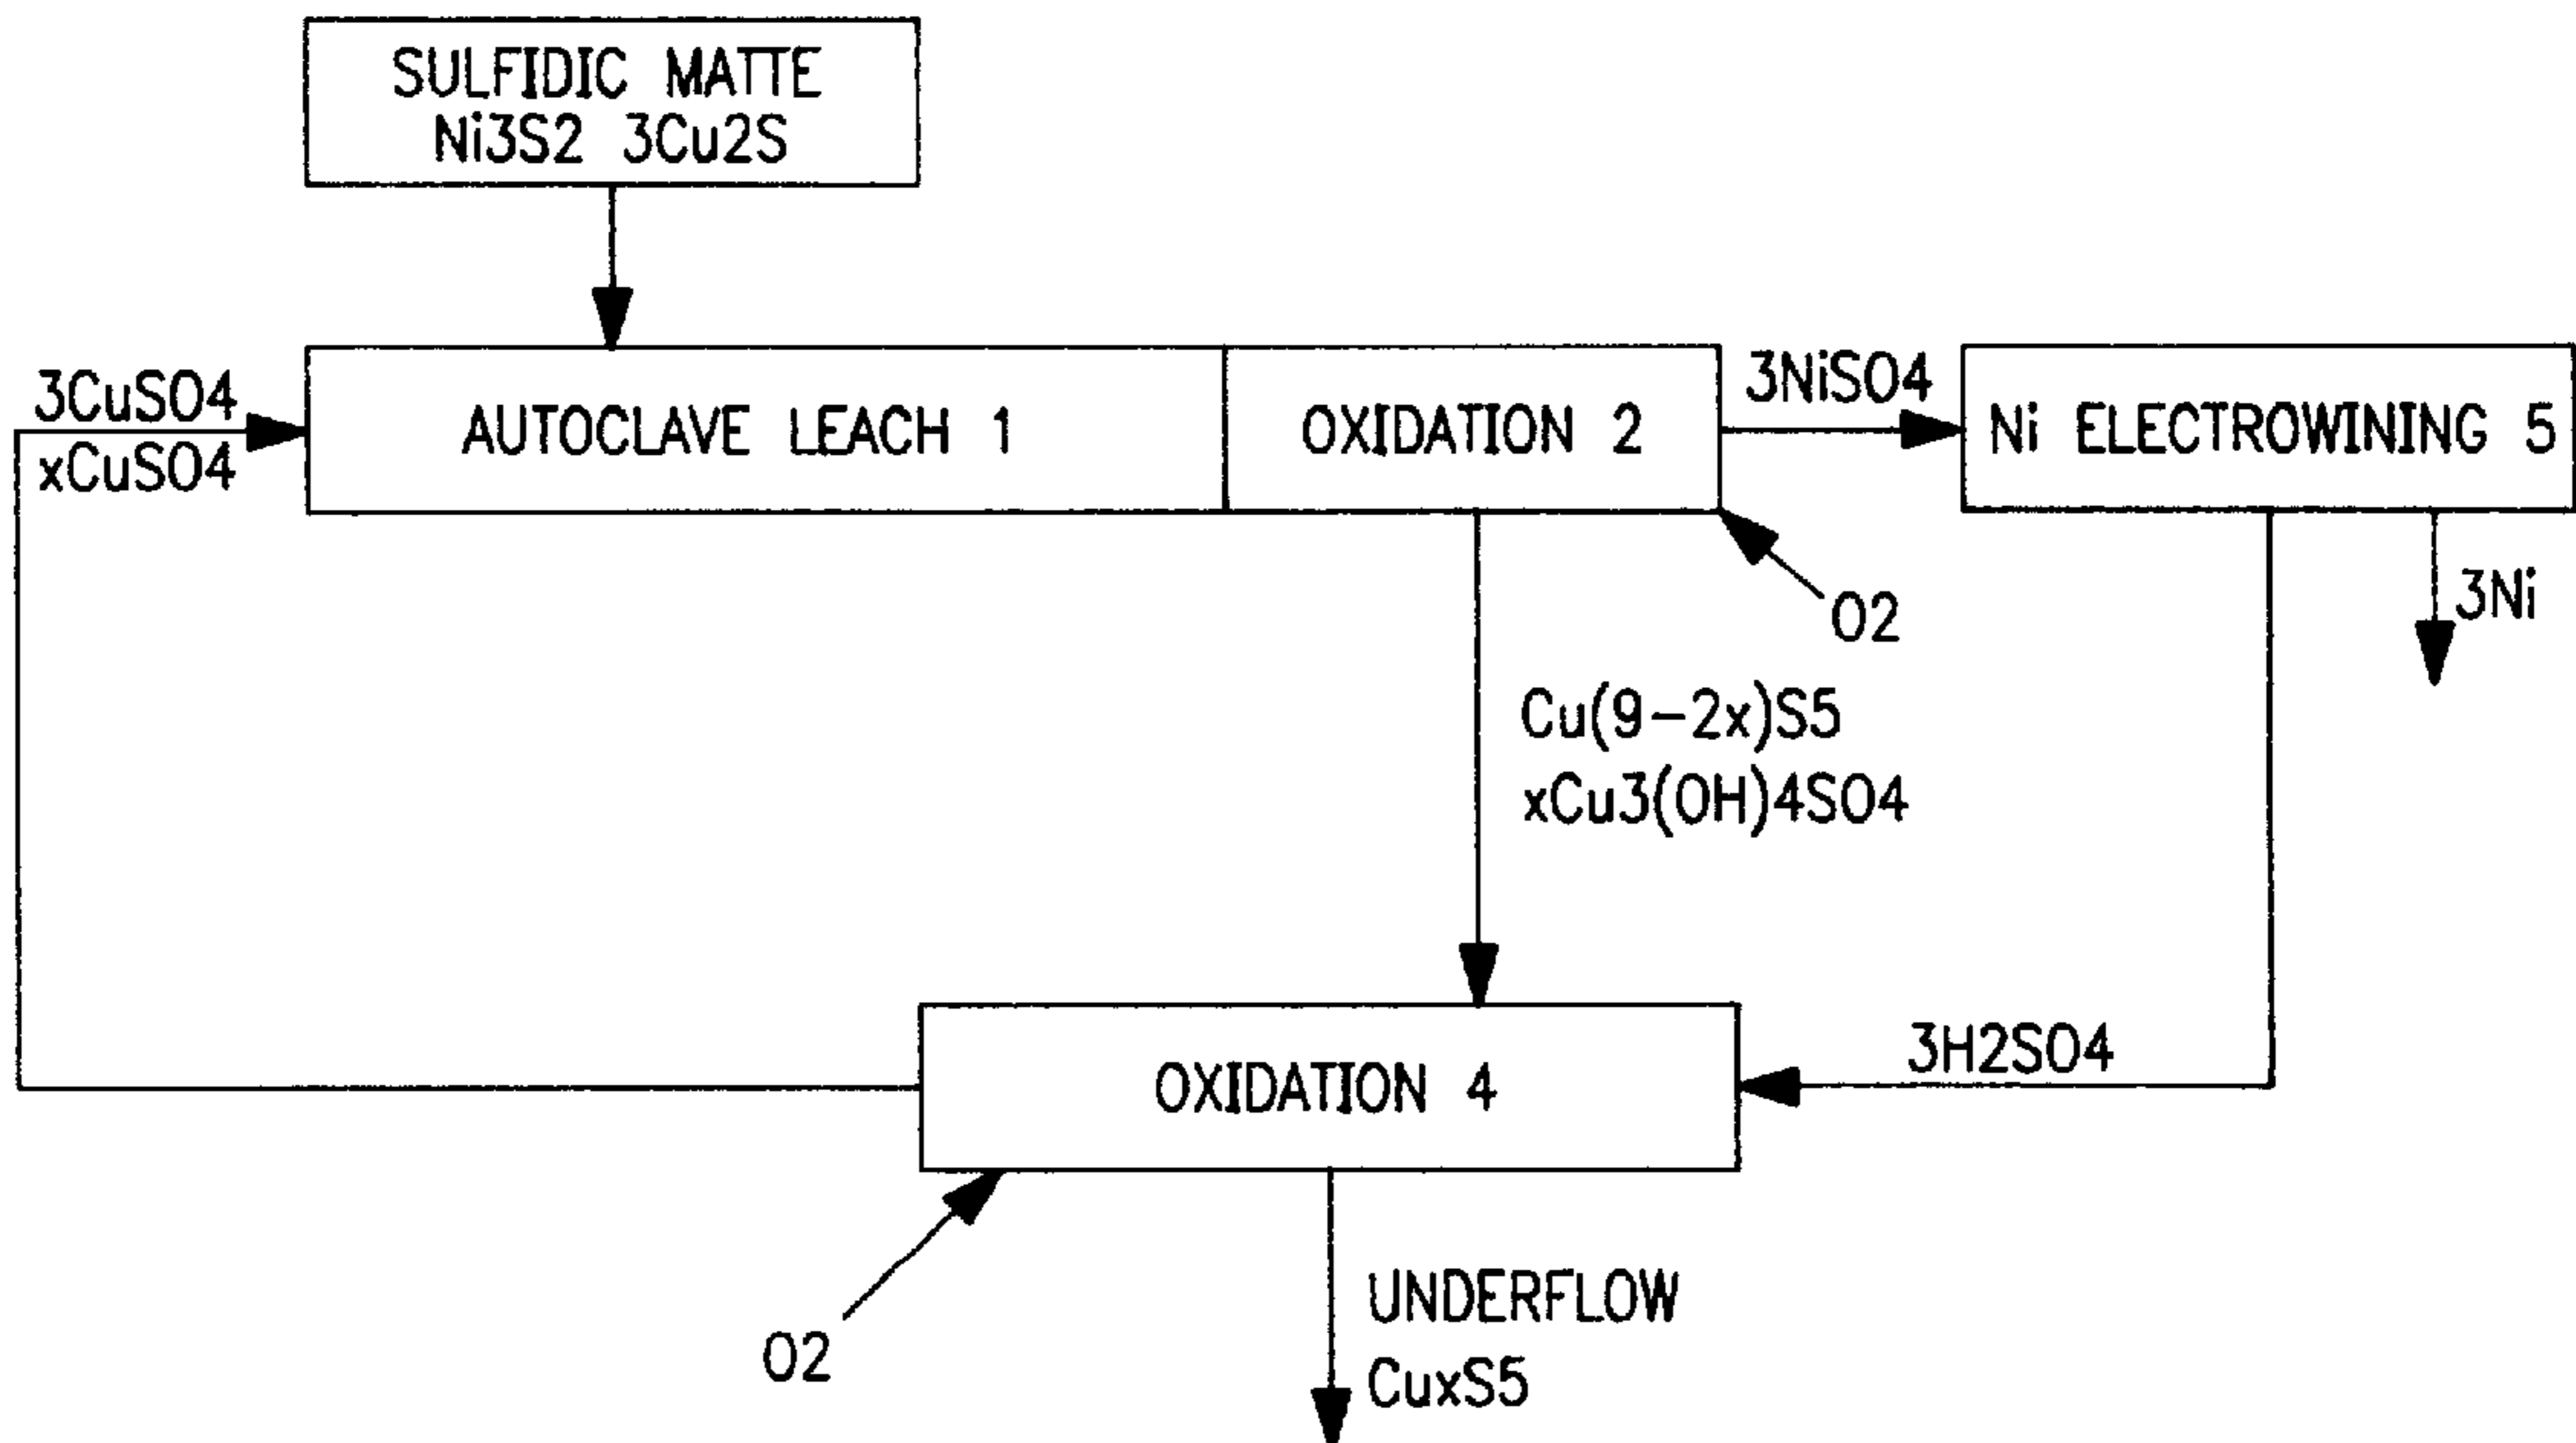 SULFIDIC MATTE
Ni3S2 3Cu2S
3CuSO4
xCuSO4
AUTOCLAVE LEACH 1
OXIDATION 2
3NiSO4
Ni ELECTROWINING 5
O2
3Ni
Cu(9-2x)S5
xCu3(OH)4SO4
OXIDATION 4
3H2SO4
O2
UNDERFLOW
CuxS5